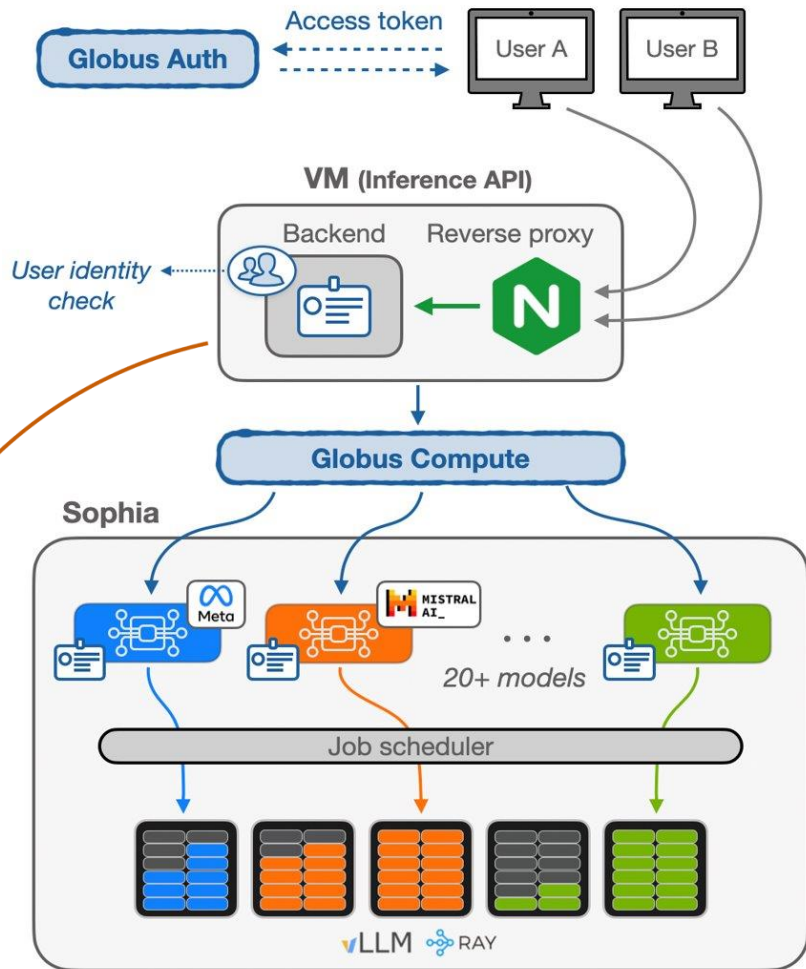 Access token
Globus Auth
User A
User B
VM (Inference API)
Backend
Reverse proxy
User identity
check
N
Globus Compute
Sophia
Meta
MISTRAL
AI_
...
20+ models
Job scheduler
vLLM
RAY